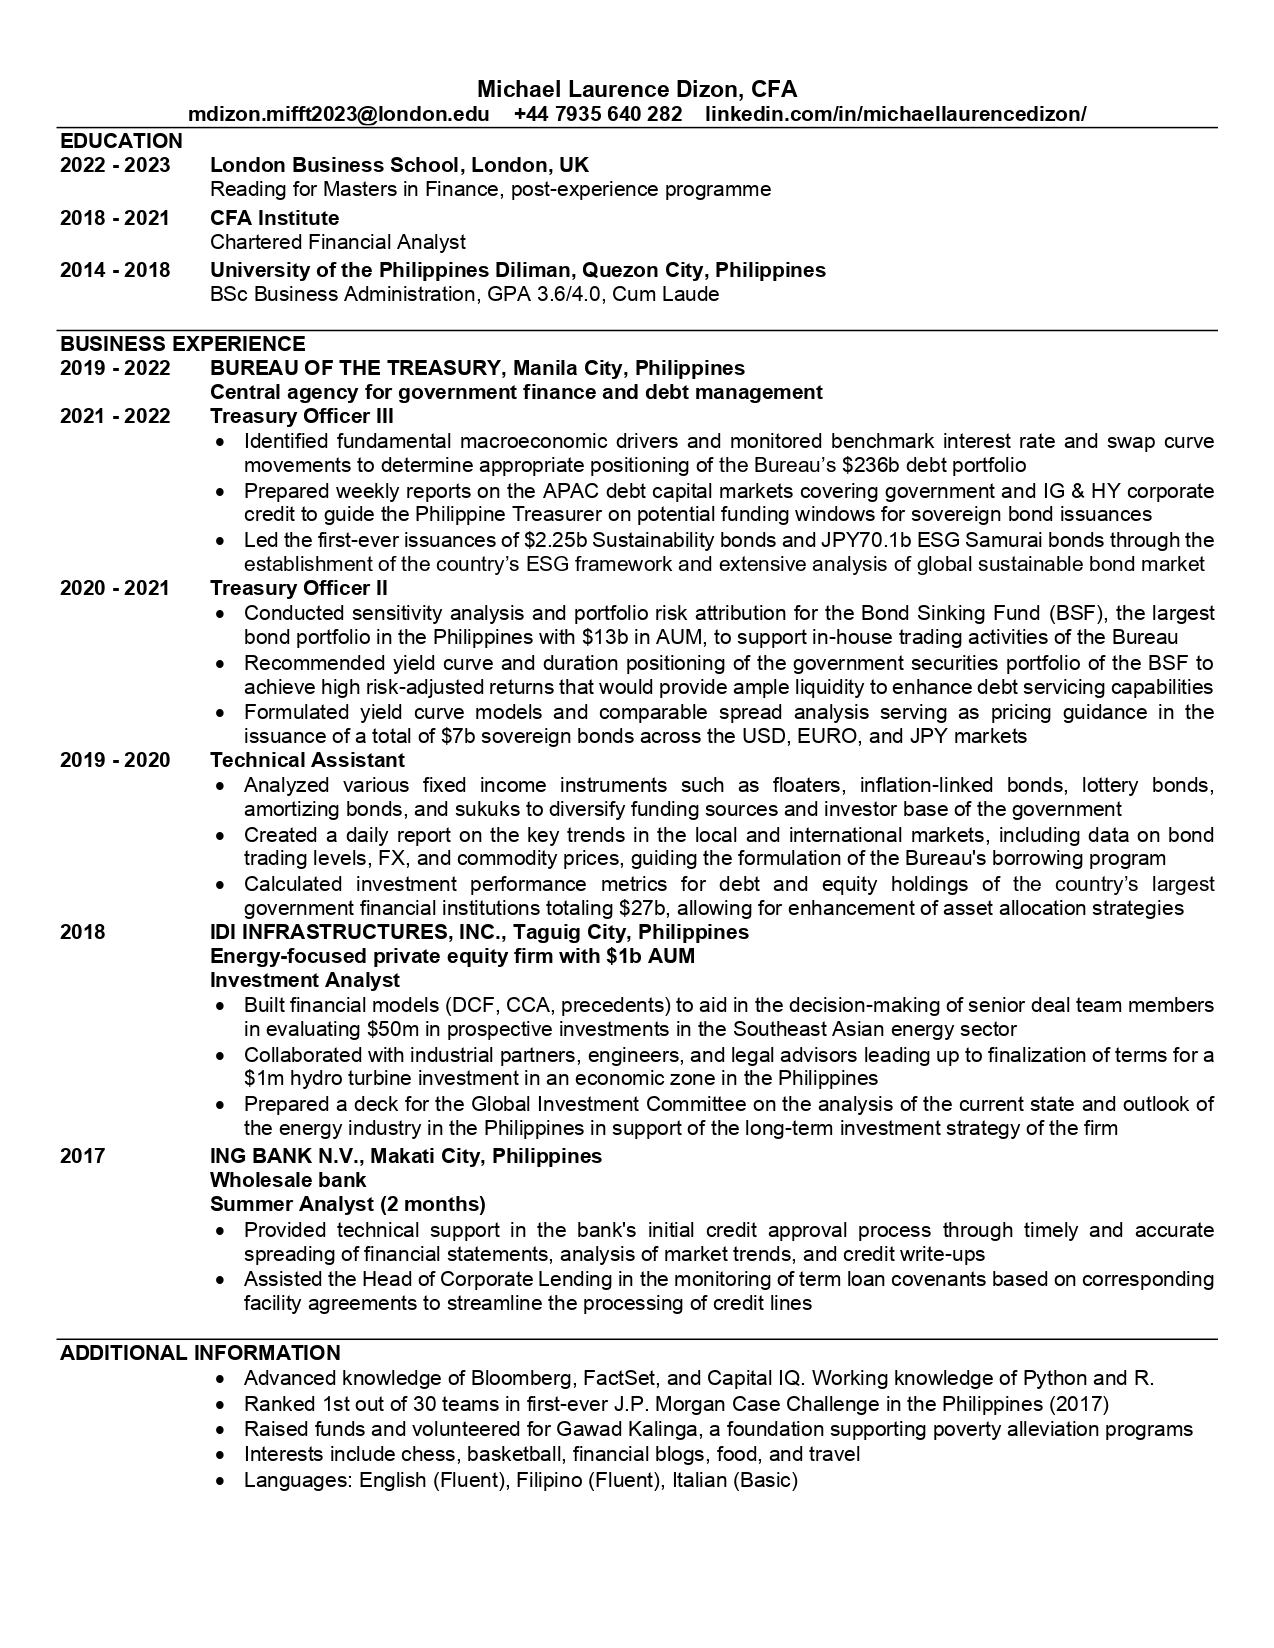 Michael Laurence Dizon, CFA
mdizon.mifft2023@london.edu +44 7935 640 282 linkedin.com/in/michaellaurencedizon/
EDUCATION
2022 - 2023 London Business School, London, UK
Reading for Masters in Finance, post-experience programme
2018 - 2021 CFA Institute
Chartered Financial Analyst
2014 - 2018 University of the Philippines Diliman, Quezon City, Philippines
BSc Business Administration, GPA 3.6/4.0, Cum Laude
BUSINESS EXPERIENCE
2019 - 2022 BUREAU OF THE TREASURY, Manila City, Philippines
Central agency for government finance and debt management
2021 - 2022 Treasury Officer III
• Identified fundamental macroeconomic drivers and monitored benchmark interest rate and swap curve
movements to determine appropriate positioning of the Bureau’s $236b debt portfolio
• Prepared weekly reports on the APAC debt capital markets covering government and IG & HY corporate
credit to guide the Philippine Treasurer on potential funding windows for sovereign bond issuances
• Led the first-ever issuances of $2.25b Sustainability bonds and JPY70.1b ESG Samurai bonds through the
establishment of the country’s ESG framework and extensive analysis of global sustainable bond market
2020 - 2021 Treasury Officer II
• Conducted sensitivity analysis and portfolio risk attribution for the Bond Sinking Fund (BSF), the largest
bond portfolio in the Philippines with $13b in AUM, to support in-house trading activities of the Bureau
• Recommended yield curve and duration positioning of the government securities portfolio of the BSF to
achieve high risk-adjusted returns that would provide ample liquidity to enhance debt servicing capabilities
• Formulated yield curve models and comparable spread analysis serving as pricing guidance in the
issuance of a total of $7b sovereign bonds across the USD, EURO, and JPY markets
2019 - 2020 Technical Assistant
• Analyzed various fixed income instruments such as floaters, inflation-linked bonds, lottery bonds,
amortizing bonds, and sukuks to diversify funding sources and investor base of the government
• Created a daily report on the key trends in the local and international markets, including data on bond
trading levels, FX, and commodity prices, guiding the formulation of the Bureau's borrowing program
• Calculated investment performance metrics for debt and equity holdings of the country’s largest
government financial institutions totaling $27b, allowing for enhancement of asset allocation strategies
2018 IDI INFRASTRUCTURES, INC., Taguig City, Philippines
Energy-focused private equity firm with $1b AUM
Investment Analyst
• Built financial models (DCF, CCA, precedents) to aid in the decision-making of senior deal team members
in evaluating $50m in prospective investments in the Southeast Asian energy sector
• Collaborated with industrial partners, engineers, and legal advisors leading up to finalization of terms for a
$1m hydro turbine investment in an economic zone in the Philippines
• Prepared a deck for the Global Investment Committee on the analysis of the current state and outlook of
the energy industry in the Philippines in support of the long-term investment strategy of the firm
2017 ING BANK N.V., Makati City, Philippines
Wholesale bank
Summer Analyst (2 months)
• Provided technical support in the bank's initial credit approval process through timely and accurate
spreading of financial statements, analysis of market trends, and credit write-ups
• Assisted the Head of Corporate Lending in the monitoring of term loan covenants based on corresponding
facility agreements to streamline the processing of credit lines
ADDITIONAL INFORMATION
• Advanced knowledge of Bloomberg, FactSet, and Capital IQ. Working knowledge of Python and R.
• Ranked 1st out of 30 teams in first-ever J.P. Morgan Case Challenge in the Philippines (2017)
• Raised funds and volunteered for Gawad Kalinga, a foundation supporting poverty alleviation programs
• Interests include chess, basketball, financial blogs, food, and travel
• Languages: English (Fluent), Filipino (Fluent), Italian (Basic)